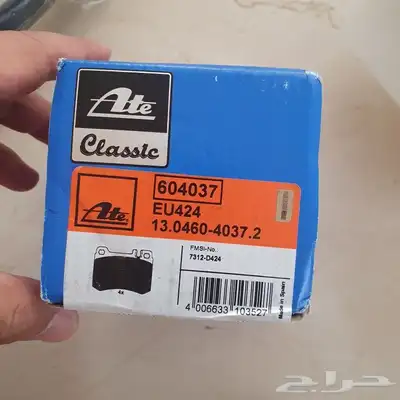 Ate
Classic
Ate
604037
EU424
13.0460-4037.2
FMSI-No.
7312-D424
4x
4 006633 103527
Made in Spain
حراج